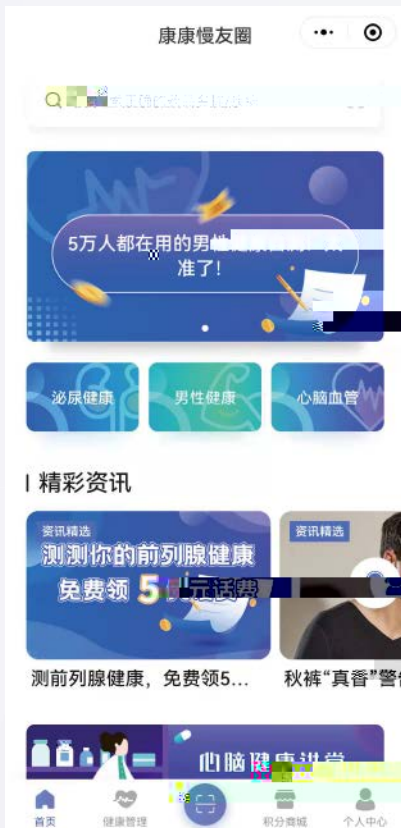 康康慢友圈
5万人都在用的男性
准了！
泌尿健康
男性健康
心脑血管
精彩资讯
资讯精选
测测你的前列腺健康
免费领5元话费
资讯精选
测前列腺健康，免费领5...
秋裤“真香”警
心脑健康讲堂
首页
健康管理
积分商城
个人中心